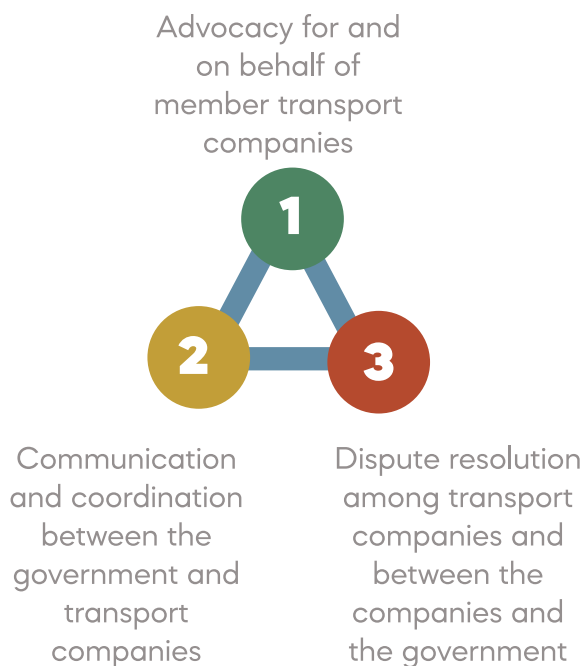 Advocacy for and
on behalf of
member transport
companies
1
2
3
Communication
and coordination
between the
government and
transport
companies
Dispute resolution
among transport
companies and
between the
companies and
the government